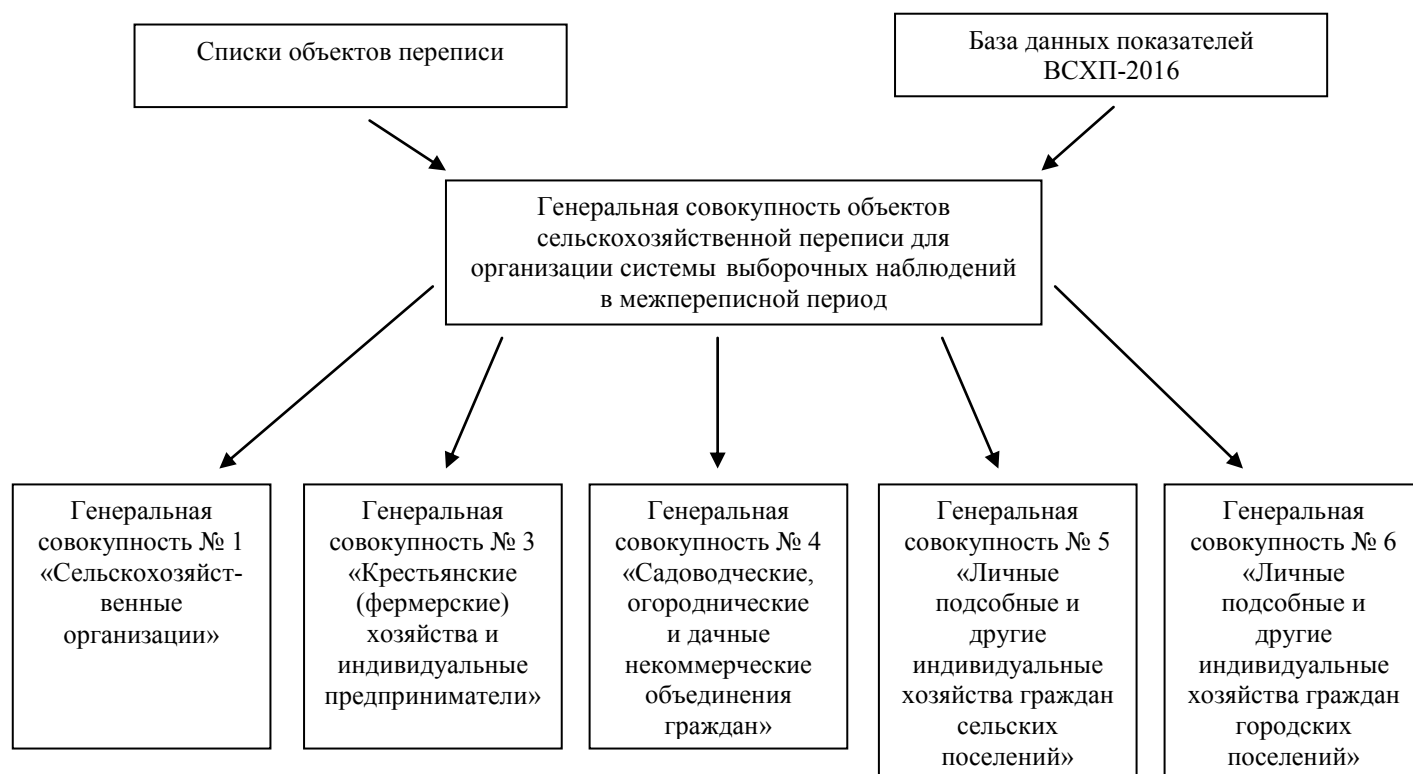 Списки объектов переписи
База данных показателей
ВСХП-2016
Генеральная совокупность объектов
сельскохозяйственной переписи для
организации системы выборочных наблюдений
в межпереписной период
Генеральная
совокупность № 1
«Сельскохозяйст-
венные
организации»
Генеральная
совокупность № 3
«Крестьянские
(фермерские)
хозяйства и
индивидуальные
предприниматели»
Генеральная
совокупность № 4
«Садоводческие,
огороднические
и дачные
некоммерческие
объединения
граждан»
Генеральная
совокупность № 5
«Личные
подсобные и
другие
индивидуальные
хозяйства граждан
сельских
поселений»
Генеральная
совокупность № 6
«Личные
подсобные и
другие
индивидуальные
хозяйства граждан
городских
поселений»